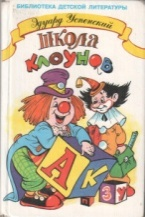 БИБЛИОТЕКА ДЕТСКОЙ ЛИТЕРАТУРЫ
Эдуард Успенский
ШКОЛА
КЛОУНОВ
А
К
З
У